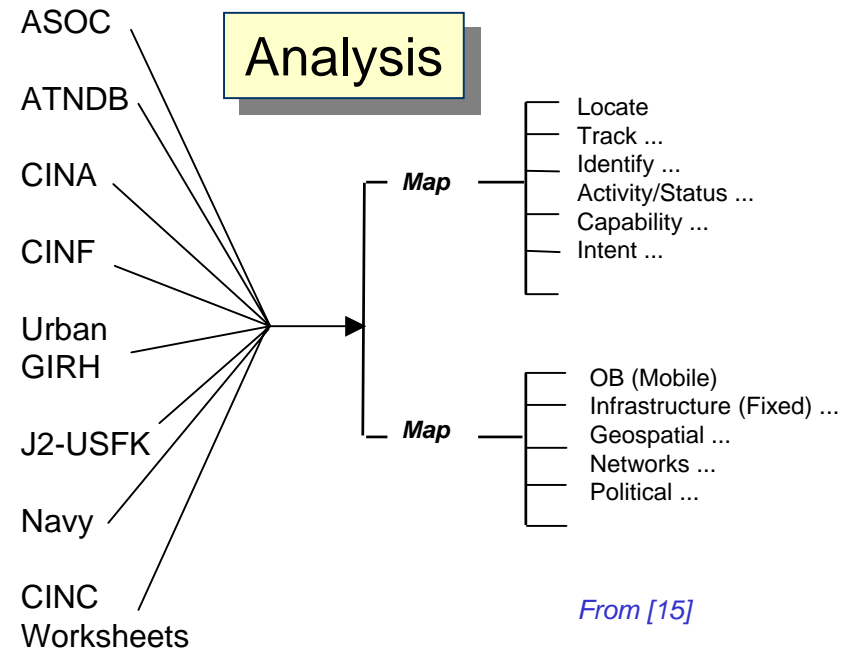 ASOC
ATNDB
CINA
CINF
Urban
GIRH
J2-USFK
Navy
CINC
Worksheets
Analysis
Map
Locate
Track ...
Identify ...
Activity/Status ...
Capability ...
Intent ...
Map
OB (Mobile)
Infrastructure (Fixed) ...
Geospatial ...
Networks ...
Political ...
From [15]